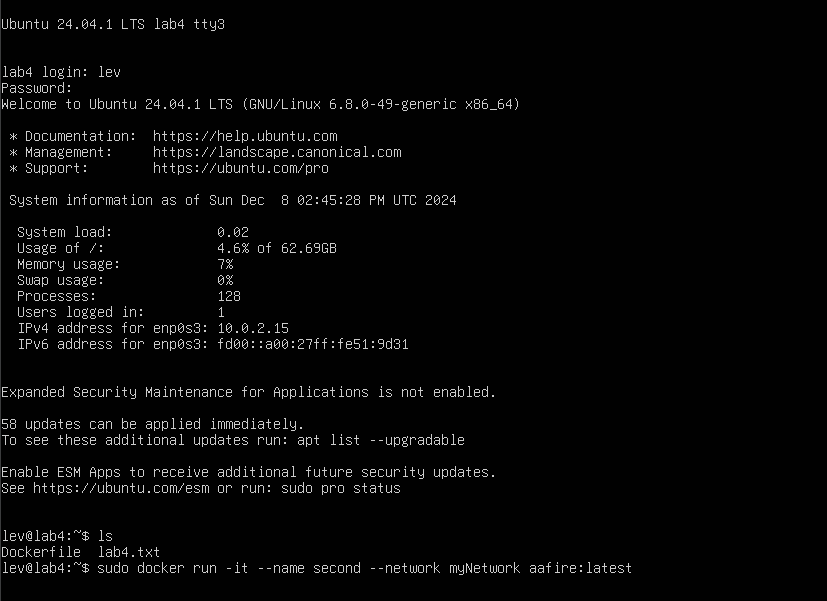 Ubuntu 24.04.1 LTS lab4 tty3
lab4 login: lev
Password:
Welcome to Ubuntu 24.04.1 LTS (GNU/Linux 6.8.0-49-generic x86_64)
* Documentation:  https://help.ubuntu.com
* Management:     https://landscape.canonical.com
* Support:        https://ubuntu.com/pro
System information as of Sun Dec  8 02:45:28 PM UTC 2024
System load:             0.02
Usage of /:              4.6% of 62.69GB
Memory usage:            7%
Swap usage:              0%
Processes:               128
Users logged in:         1
IPv4 address for enp0s3: 10.0.2.15
IPv6 address for enp0s3: fd00::a00:27ff:fe51:9d31
Expanded Security Maintenance for Applications is not enabled.
58 updates can be applied immediately.
To see these additional updates run: apt list --upgradable
Enable ESM Apps to receive additional future security updates.
See https://ubuntu.com/esm or run: sudo pro status
lev@lab4:~$ ls
Dockerfile  lab4.txt
lev@lab4:~$ sudo docker run -it --name second --network myNetwork aafire:latest